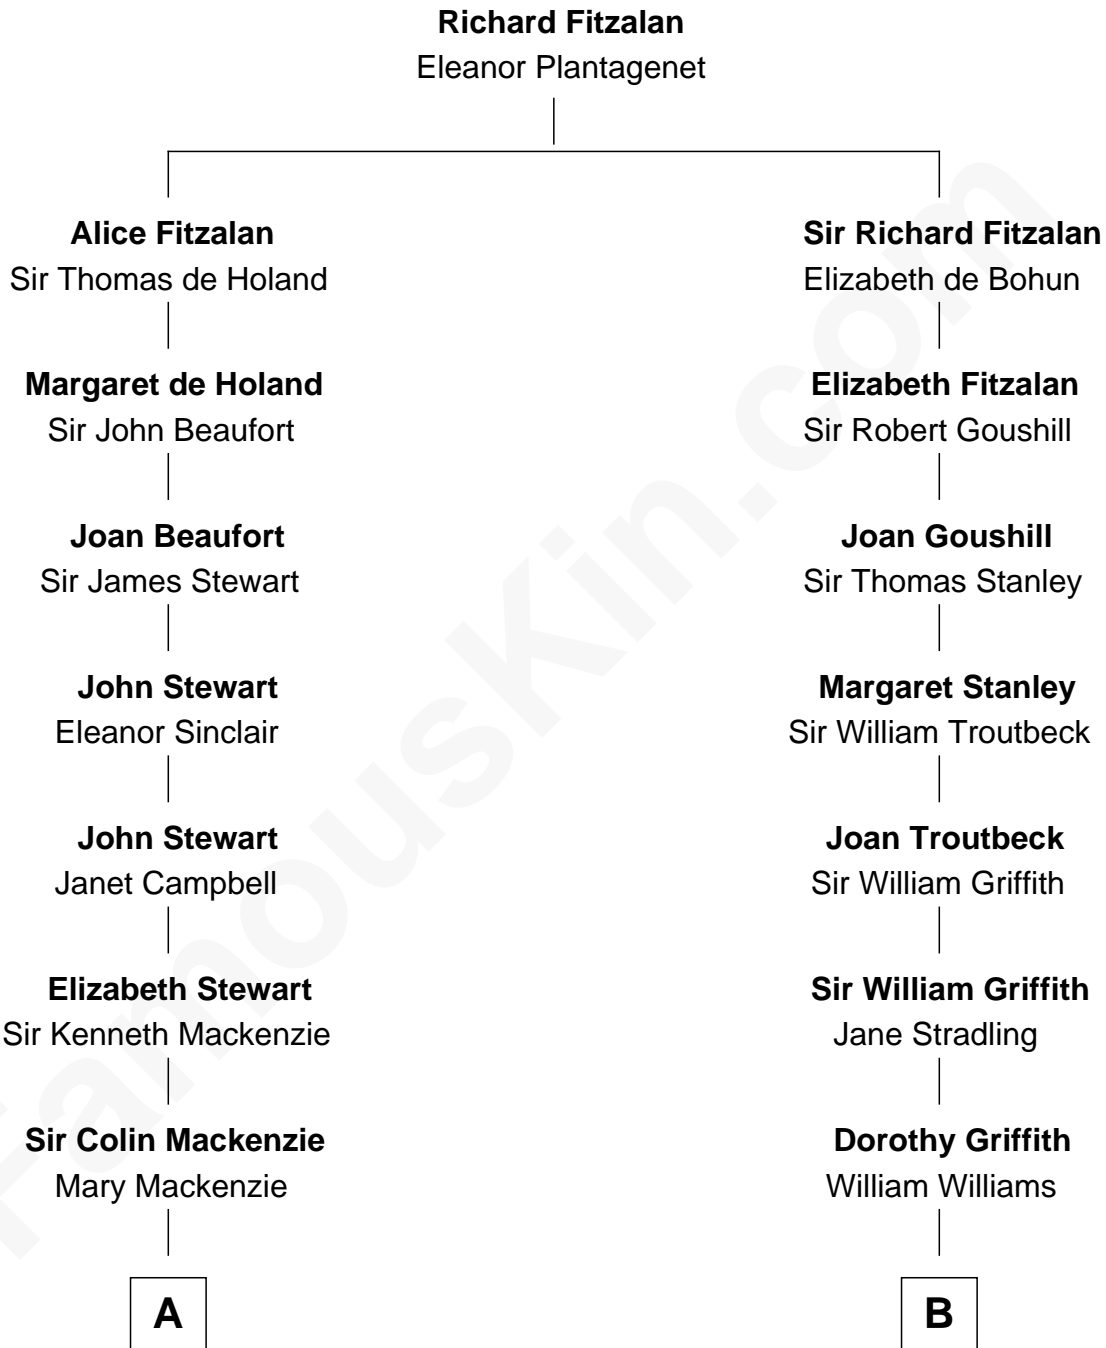 Richard Fitzalan
Eleanor Plantagenet
Alice Fitzalan
Sir Thomas de Holand
Margaret de Holand
Sir John Beaufort
Joan Beaufort
Sir James Stewart
John Stewart
Eleanor Sinclair
John Stewart
Janet Campbell
Elizabeth Stewart
Sir Kenneth Mackenzie
Sir Colin Mackenzie
Mary Mackenzie
A
Sir Richard Fitzalan
Elizabeth de Bohun
Elizabeth Fitzalan
Sir Robert Goushill
Joan Goushill
Sir Thomas Stanley
Margaret Stanley
Sir William Troutbeck
Joan Troutbeck
Sir William Griffith
Sir William Griffith
Jane Stradling
Dorothy Griffith
William Williams
B
FamousKin.com